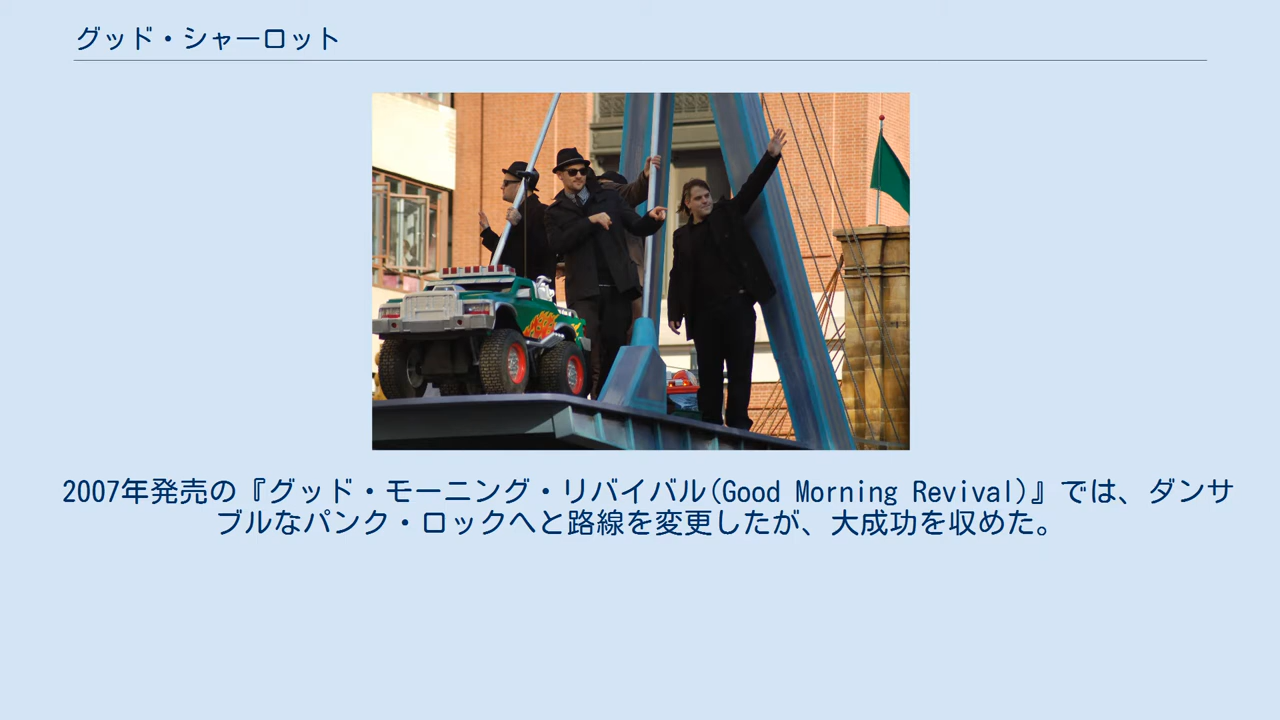 グッド・シャーロット
2007年発売の『グッド・モーニング・リバイバル(Good Morning Revival)』では、ダンサ
ブルなパンク・ロックへと路線を変更したが、大成功を収めた。